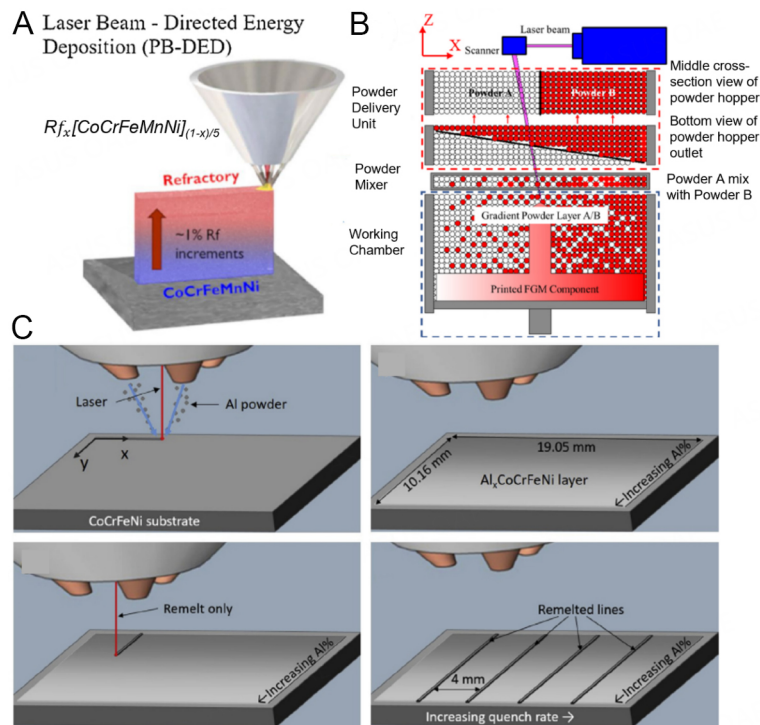 A
Laser Beam - Directed Energy
Deposition (PB-DED)
Rfx[CoCrFeMnNi](1-x)/5
Refractory
~1% Rf
increments
CoCrFeMnNi
B
Z
X
Laser beam
Scanner
Powder
Delivery
Unit
Powder A
Powder B
Middle cross-
section view of
powder hopper
Bottom view of
powder hopper
outlet
Powder
Mixer
Powder A mix
with Powder B
Working
Chamber
Gradient Powder Layer A/B
Printed FGM Component
C
Laser
Al powder
y
x
CoCrFeNi substrate
19.05 mm
10.16 mm
AlxCoCrFeNi layer
←Increasing Al%
Remelt only
←Increasing Al%
Remelted lines
4 mm
←Increasing Al%
Increasing quench rate →